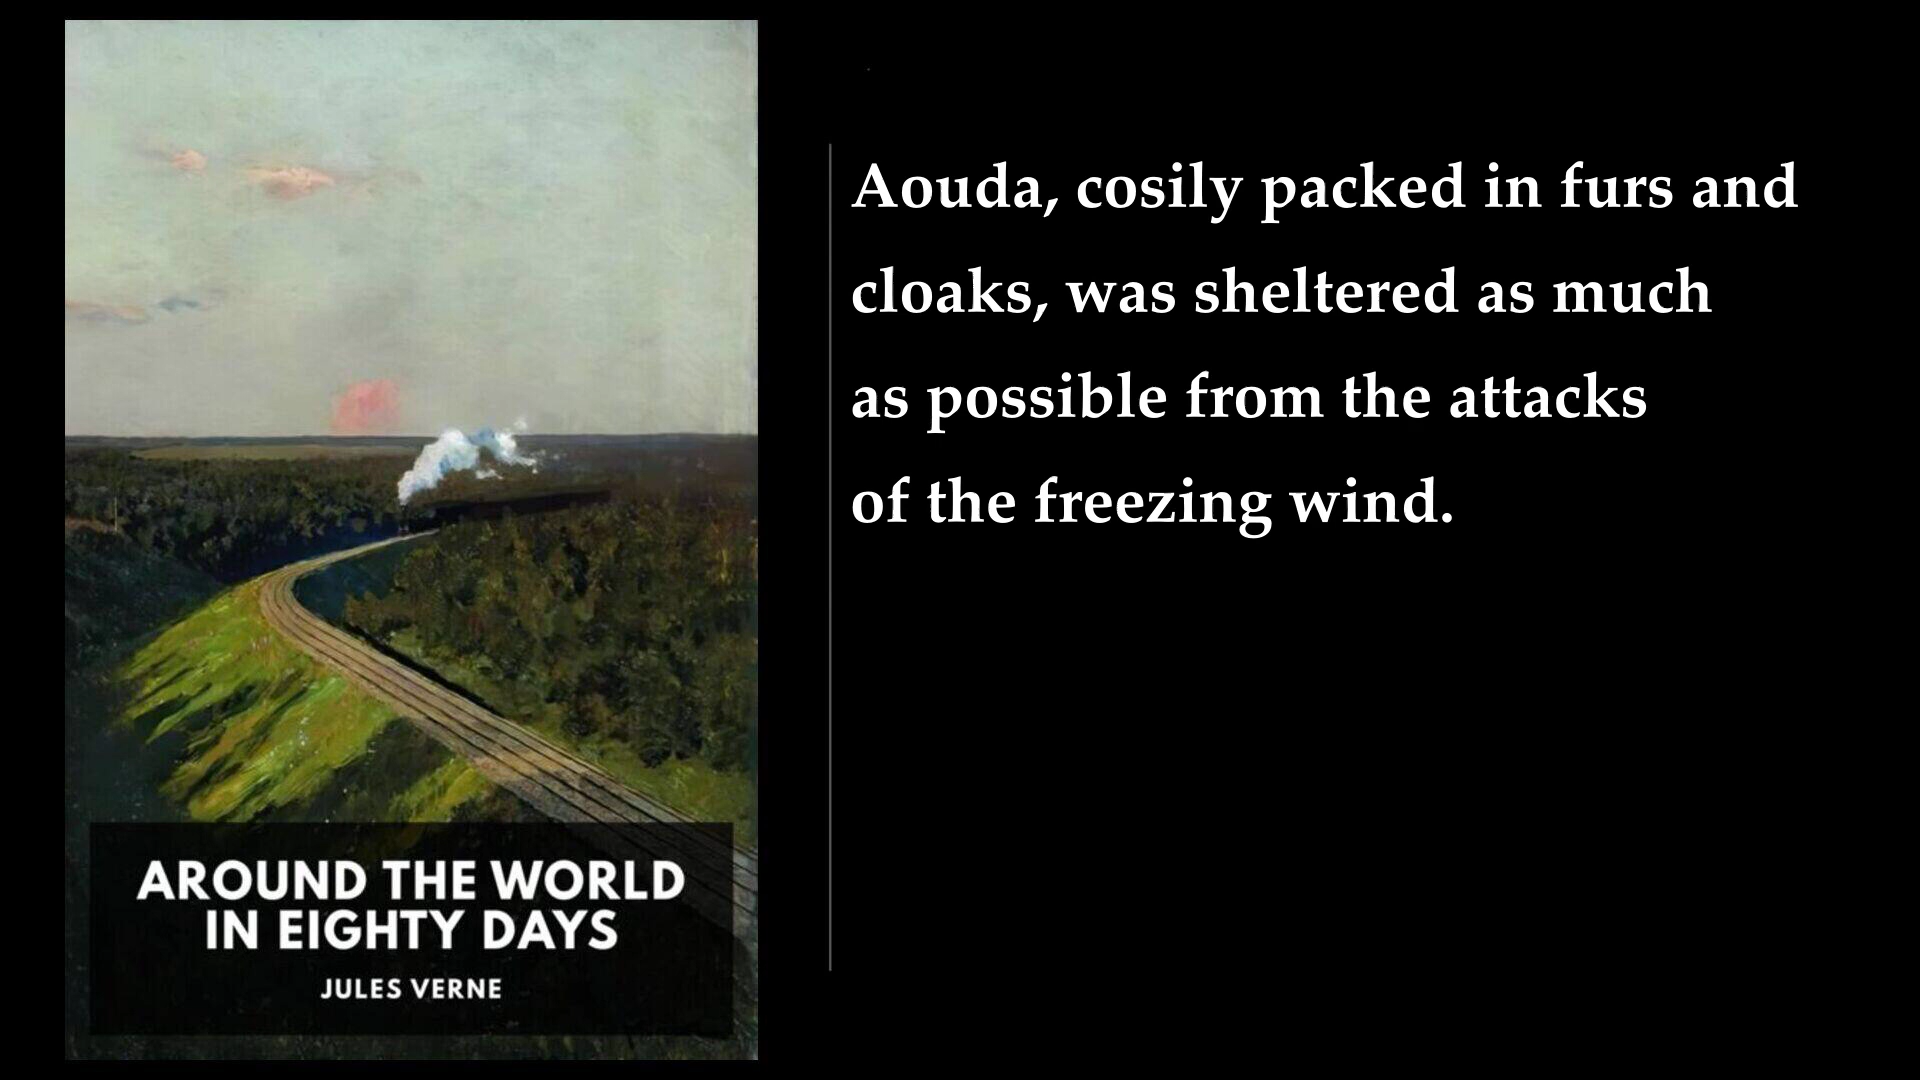 Aouda, cosily packed in furs and
cloaks, was sheltered as much
as possible from the attacks
of the freezing wind.
AROUND THE WORLD
IN EIGHTY DAYS
JULES VERNE